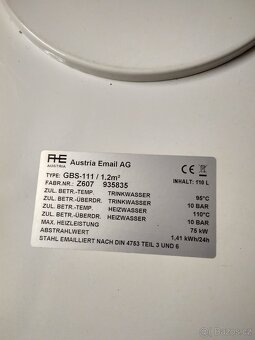 AHE
AUSTRIA
Austria Email AG
CE
TYPE: GBS-111 / 1.2m²
INHALT: 110 L
FABR.NR.: Z607 935835
ZUL. BETR.-TEMP. TRINKWASSER 95°C
ZUL. BETR.-ÜBERDR. TRINKWASSER 10 BAR
ZUL. BETR.-TEMP. HEIZWASSER 110°C
ZUL. BETR.-ÜBERDR. HEIZWASSER 10 BAR
MAX. HEIZLEISTUNG 75 kW
ABSTRAHLWERT 1,41 kWh/24h
STAHL EMAILLIERT NACH DIN 4753 TEIL 3 UND 6